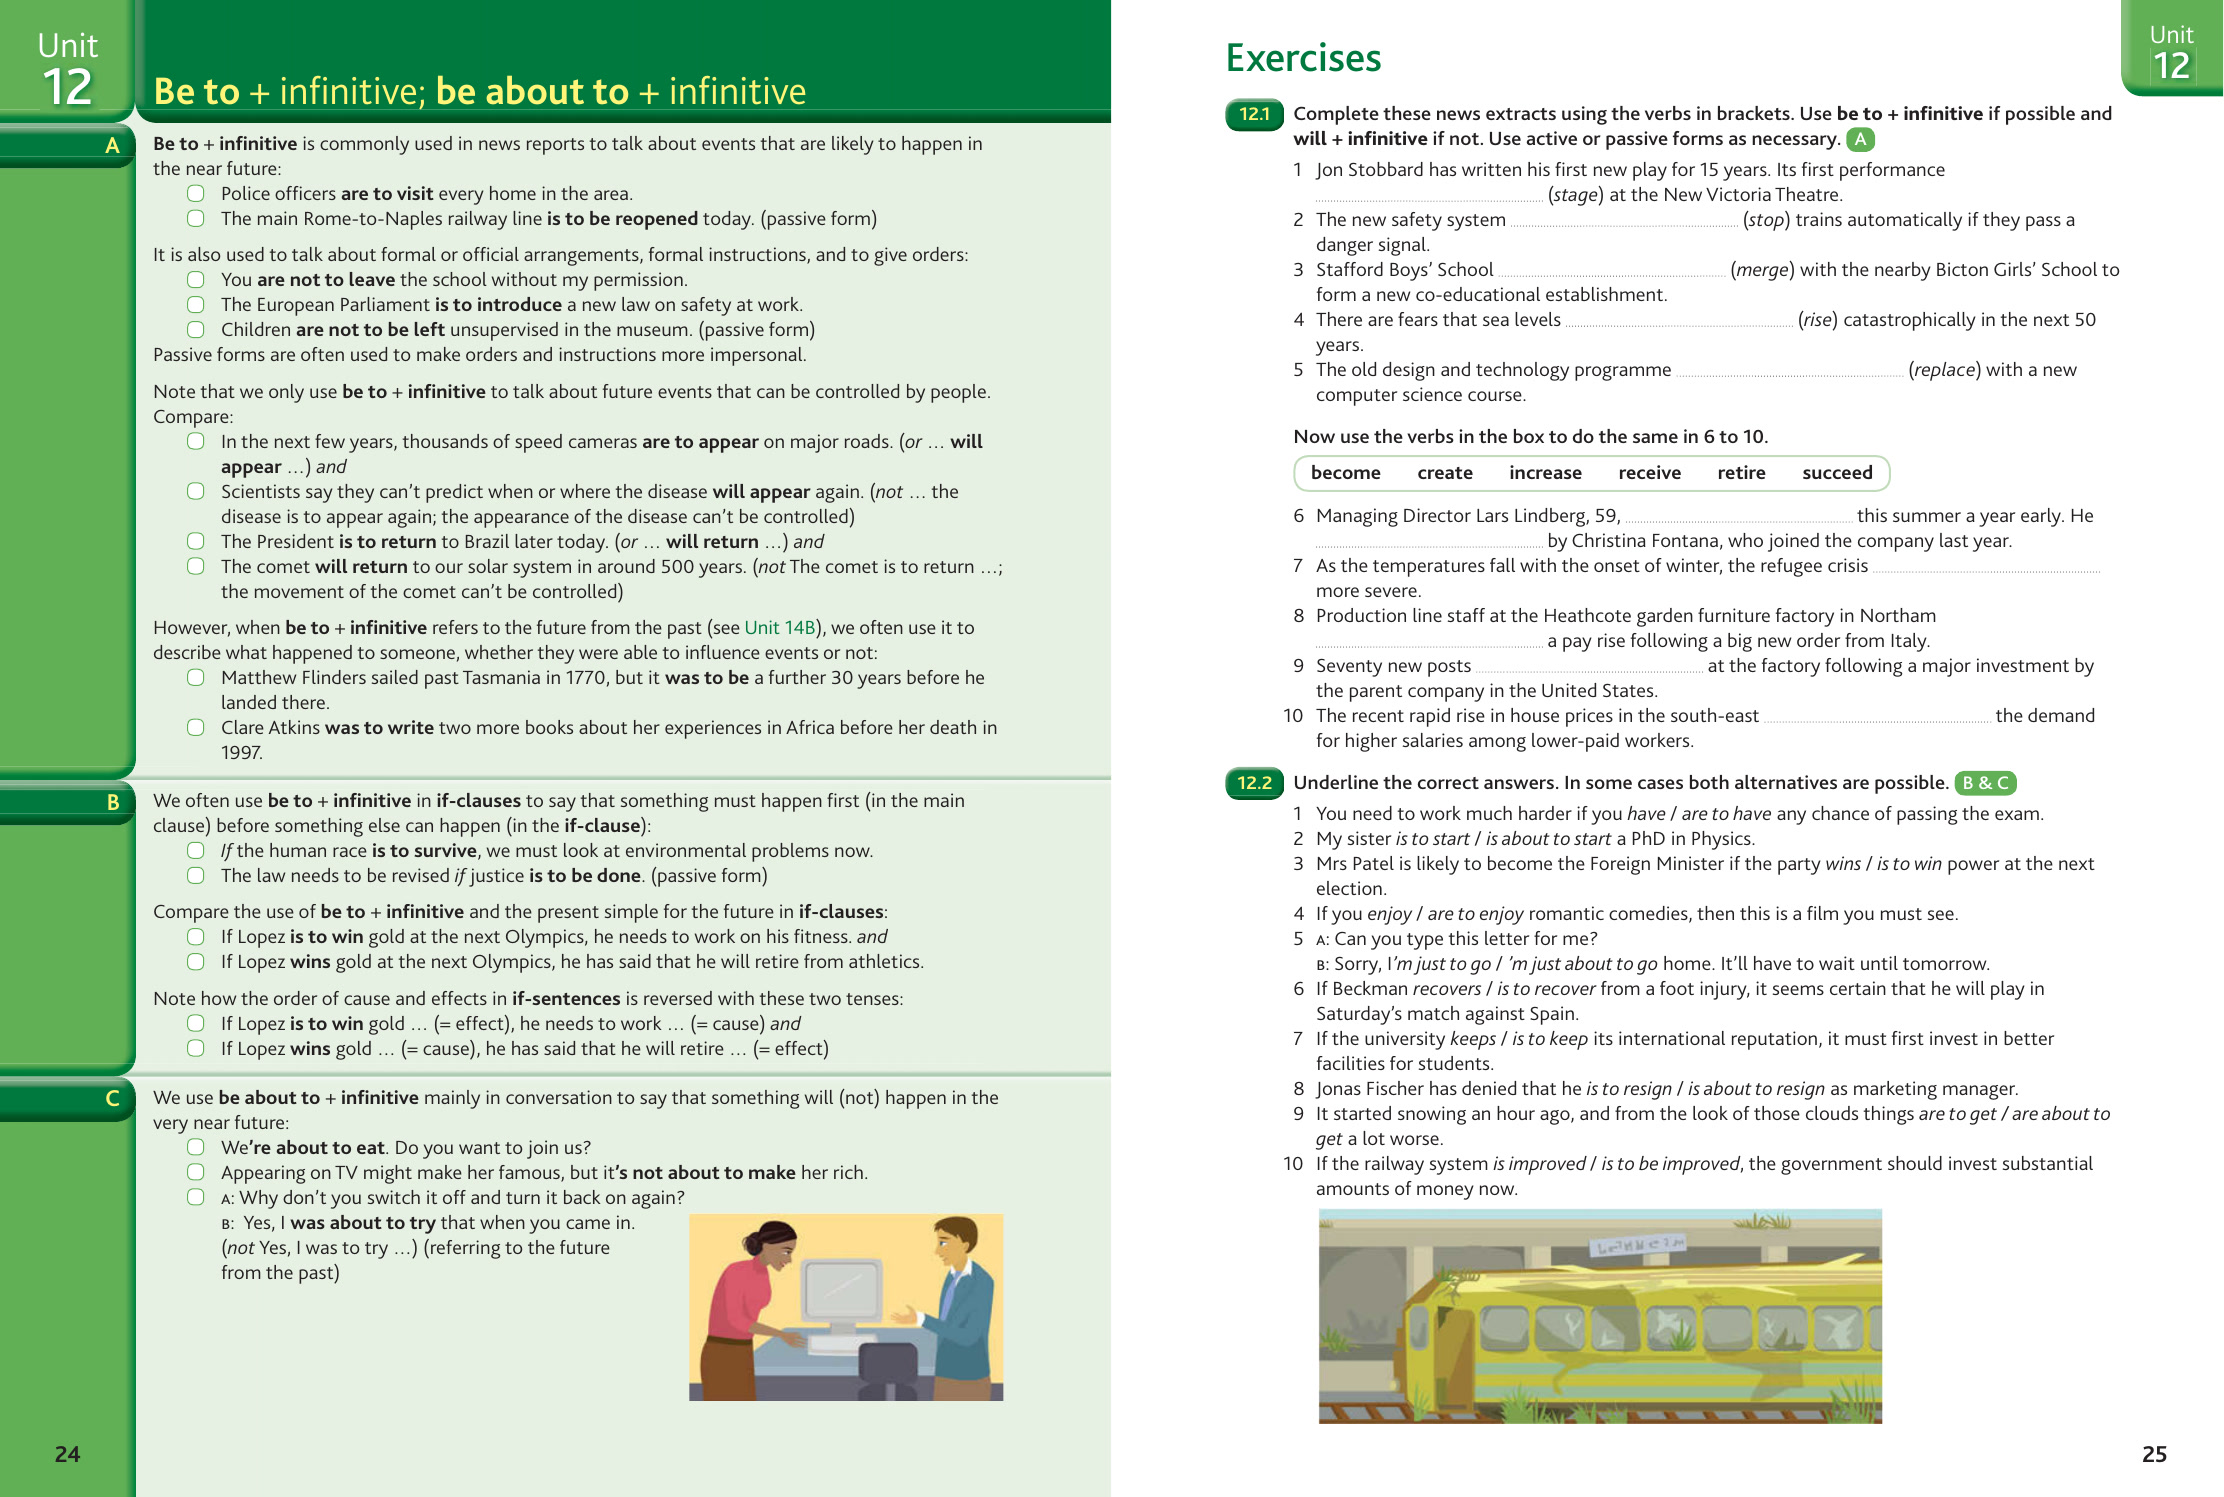 Unit
12
Be to + infinitive; be about to + infinitive
A
Be to + infinitive is commonly used in news reports to talk about events that are likely to happen in
the near future:
Police officers are to visit every home in the area.
The main Rome-to-Naples railway line is to be reopened today. (passive form)
It is also used to talk about formal or official arrangements, formal instructions, and to give orders:
You are not to leave the school without my permission.
The European Parliament is to introduce a new law on safety at work.
Children are not to be left unsupervised in the museum. (passive form)
Passive forms are often used to make orders and instructions more impersonal.
Note that we only use be to + infinitive to talk about future events that can be controlled by people.
Compare:
In the next few years, thousands of speed cameras are to appear on major roads. (or … will
appear …) and
Scientists say they can't predict when or where the disease will appear again. (not … the
disease is to appear again; the appearance of the disease can't be controlled)
The President is to return to Brazil later today. (or … will return …) and
The comet will return to our solar system in around 500 years. (not The comet is to return …;
the movement of the comet can't be controlled)
However, when be to + infinitive refers to the future from the past (see Unit 14B), we often use it to
describe what happened to someone, whether they were able to influence events or not:
Matthew Flinders sailed past Tasmania in 1770, but it was to be a further 30 years before he
landed there.
Clare Atkins was to write two more books about her experiences in Africa before her death in
1997.
B
We often use be to + infinitive in if-clauses to say that something must happen first (in the main
clause) before something else can happen (in the if-clause):
If the human race is to survive, we must look at environmental problems now.
The law needs to be revised if justice is to be done. (passive form)
Compare the use of be to + infinitive and the present simple for the future in if-clauses:
If Lopez is to win gold at the next Olympics, he needs to work on his fitness. and
If Lopez wins gold at the next Olympics, he has said that he will retire from athletics.
Note how the order of cause and effects in if-sentences is reversed with these two tenses:
If Lopez is to win gold … (= effect), he needs to work … (= cause) and
If Lopez wins gold … (= cause), he has said that he will retire … (= effect)
C
We use be about to + infinitive mainly in conversation to say that something will (not) happen in the
very near future:
We're about to eat. Do you want to join us?
Appearing on TV might make her famous, but it's not about to make her rich.
A: Why don't you switch it off and turn it back on again?
B: Yes, I was about to try that when you came in.
(not Yes, I was to try …) (referring to the future
from the past)
24
Unit
12
Exercises
12.1 Complete these news extracts using the verbs in brackets. Use be to + infinitive if possible and
will + infinitive if not. Use active or passive forms as necessary. A
1 Jon Stobbard has written his first new play for 15 years. Its first performance
(stage) at the New Victoria Theatre.
2 The new safety system (stop) trains automatically if they pass a
danger signal.
3 Stafford Boys' School (merge) with the nearby Bicton Girls' School to
form a new co-educational establishment.
4 There are fears that sea levels (rise) catastrophically in the next 50
years.
5 The old design and technology programme (replace) with a new
computer science course.
Now use the verbs in the box to do the same in 6 to 10.
become create increase receive retire succeed
6 Managing Director Lars Lindberg, 59, this summer a year early. He
by Christina Fontana, who joined the company last year.
7 As the temperatures fall with the onset of winter, the refugee crisis
more severe.
8 Production line staff at the Heathcote garden furniture factory in Northam
a pay rise following a big new order from Italy.
9 Seventy new posts at the factory following a major investment by
the parent company in the United States.
10 The recent rapid rise in house prices in the south-east the demand
for higher salaries among lower-paid workers.
12.2 Underline the correct answers. In some cases both alternatives are possible. B & C
1 You need to work much harder if you have / are to have any chance of passing the exam.
2 My sister is to start / is about to start a PhD in Physics.
3 Mrs Patel is likely to become the Foreign Minister if the party wins / is to win power at the next
election.
4 If you enjoy / are to enjoy romantic comedies, then this is a film you must see.
5 A: Can you type this letter for me?
B: Sorry, I'm just to go / 'm just about to go home. It'll have to wait until tomorrow.
6 If Beckman recovers / is to recover from a foot injury, it seems certain that he will play in
Saturday's match against Spain.
7 If the university keeps / is to keep its international reputation, it must first invest in better
facilities for students.
8 Jonas Fischer has denied that he is to resign / is about to resign as marketing manager.
9 It started snowing an hour ago, and from the look of those clouds things are to get / are about to
get a lot worse.
10 If the railway system is improved / is to be improved, the government should invest substantial
amounts of money now.
25